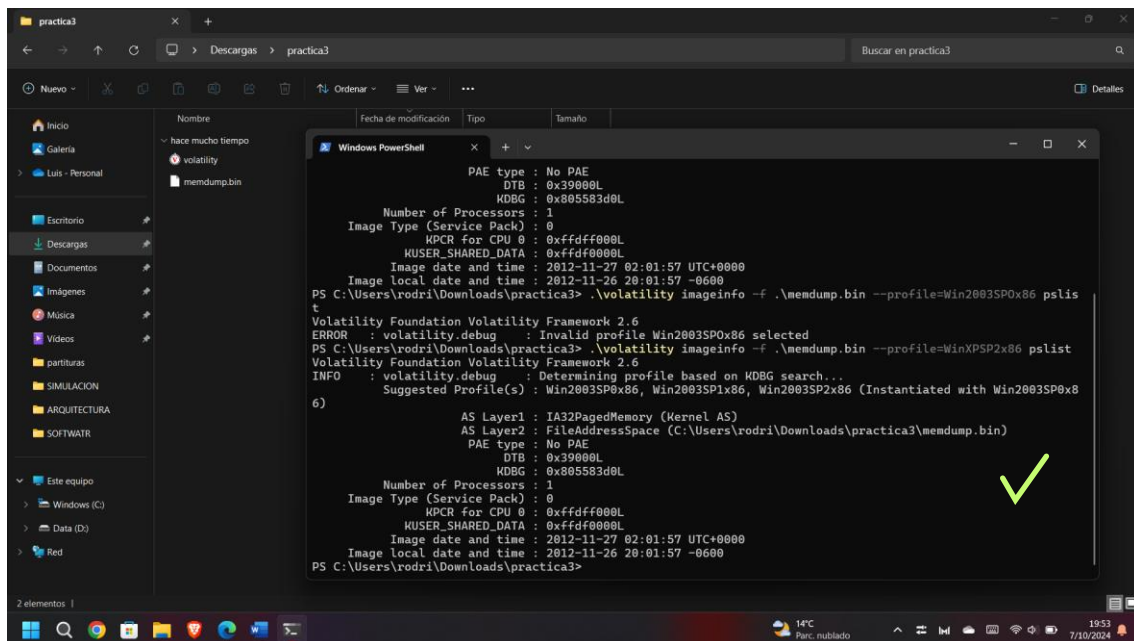 practica3
Descargas > practica3
Buscar en practica3
Nuevo
Ordenar
Ver
Detalles
Nombre
Fecha de modificación
Tipo
Tamaño
Inicio
Galería
Luis - Personal
Escritorio
Descargas
Documentos
Imágenes
Música
Vídeos
partituras
SIMULACION
ARQUITECTURA
SOFTWATR
Este equipo
Windows (C:)
Data (D:)
Red
hace mucho tiempo
volatility
memdump.bin
Windows PowerShell
PAE type : No PAE
DTB : 0x39000L
KDBG : 0x805583d0L
Number of Processors : 1
Image Type (Service Pack) : 0
KPCR for CPU 0 : 0xffdff000L
KUSER_SHARED_DATA : 0xffdf0000L
Image date and time : 2012-11-27 02:01:57 UTC+0000
Image local date and time : 2012-11-26 20:01:57 -0600
PS C:\Users\rodri\Downloads\practica3> .\volatility imageinfo -f .\memdump.bin --profile=Win2003SPOx86 pslis
t
Volatility Foundation Volatility Framework 2.6
ERROR : volatility.debug : Invalid profile Win2003SPOx86 selected
PS C:\Users\rodri\Downloads\practica3> .\volatility imageinfo -f .\memdump.bin --profile=WinXPSP2x86 pslist
Volatility Foundation Volatility Framework 2.6
INFO : volatility.debug : Determining profile based on KDBG search...
Suggested Profile(s) : Win2003SP0x86, Win2003SP1x86, Win2003SP2x86 (Instantiated with Win2003SP0x8
6)
AS Layer1 : IA32PagedMemory (Kernel AS)
AS Layer2 : FileAddressSpace (C:\Users\rodri\Downloads\practica3\memdump.bin)
PAE type : No PAE
DTB : 0x39000L
KDBG : 0x805583d0L
Number of Processors : 1
Image Type (Service Pack) : 0
KPCR for CPU 0 : 0xffdff000L
KUSER_SHARED_DATA : 0xffdf0000L
Image date and time : 2012-11-27 02:01:57 UTC+0000
Image local date and time : 2012-11-26 20:01:57 -0600
PS C:\Users\rodri\Downloads\practica3>
2 elementos
14°C
Parc. nublado
19:53
7/10/2024